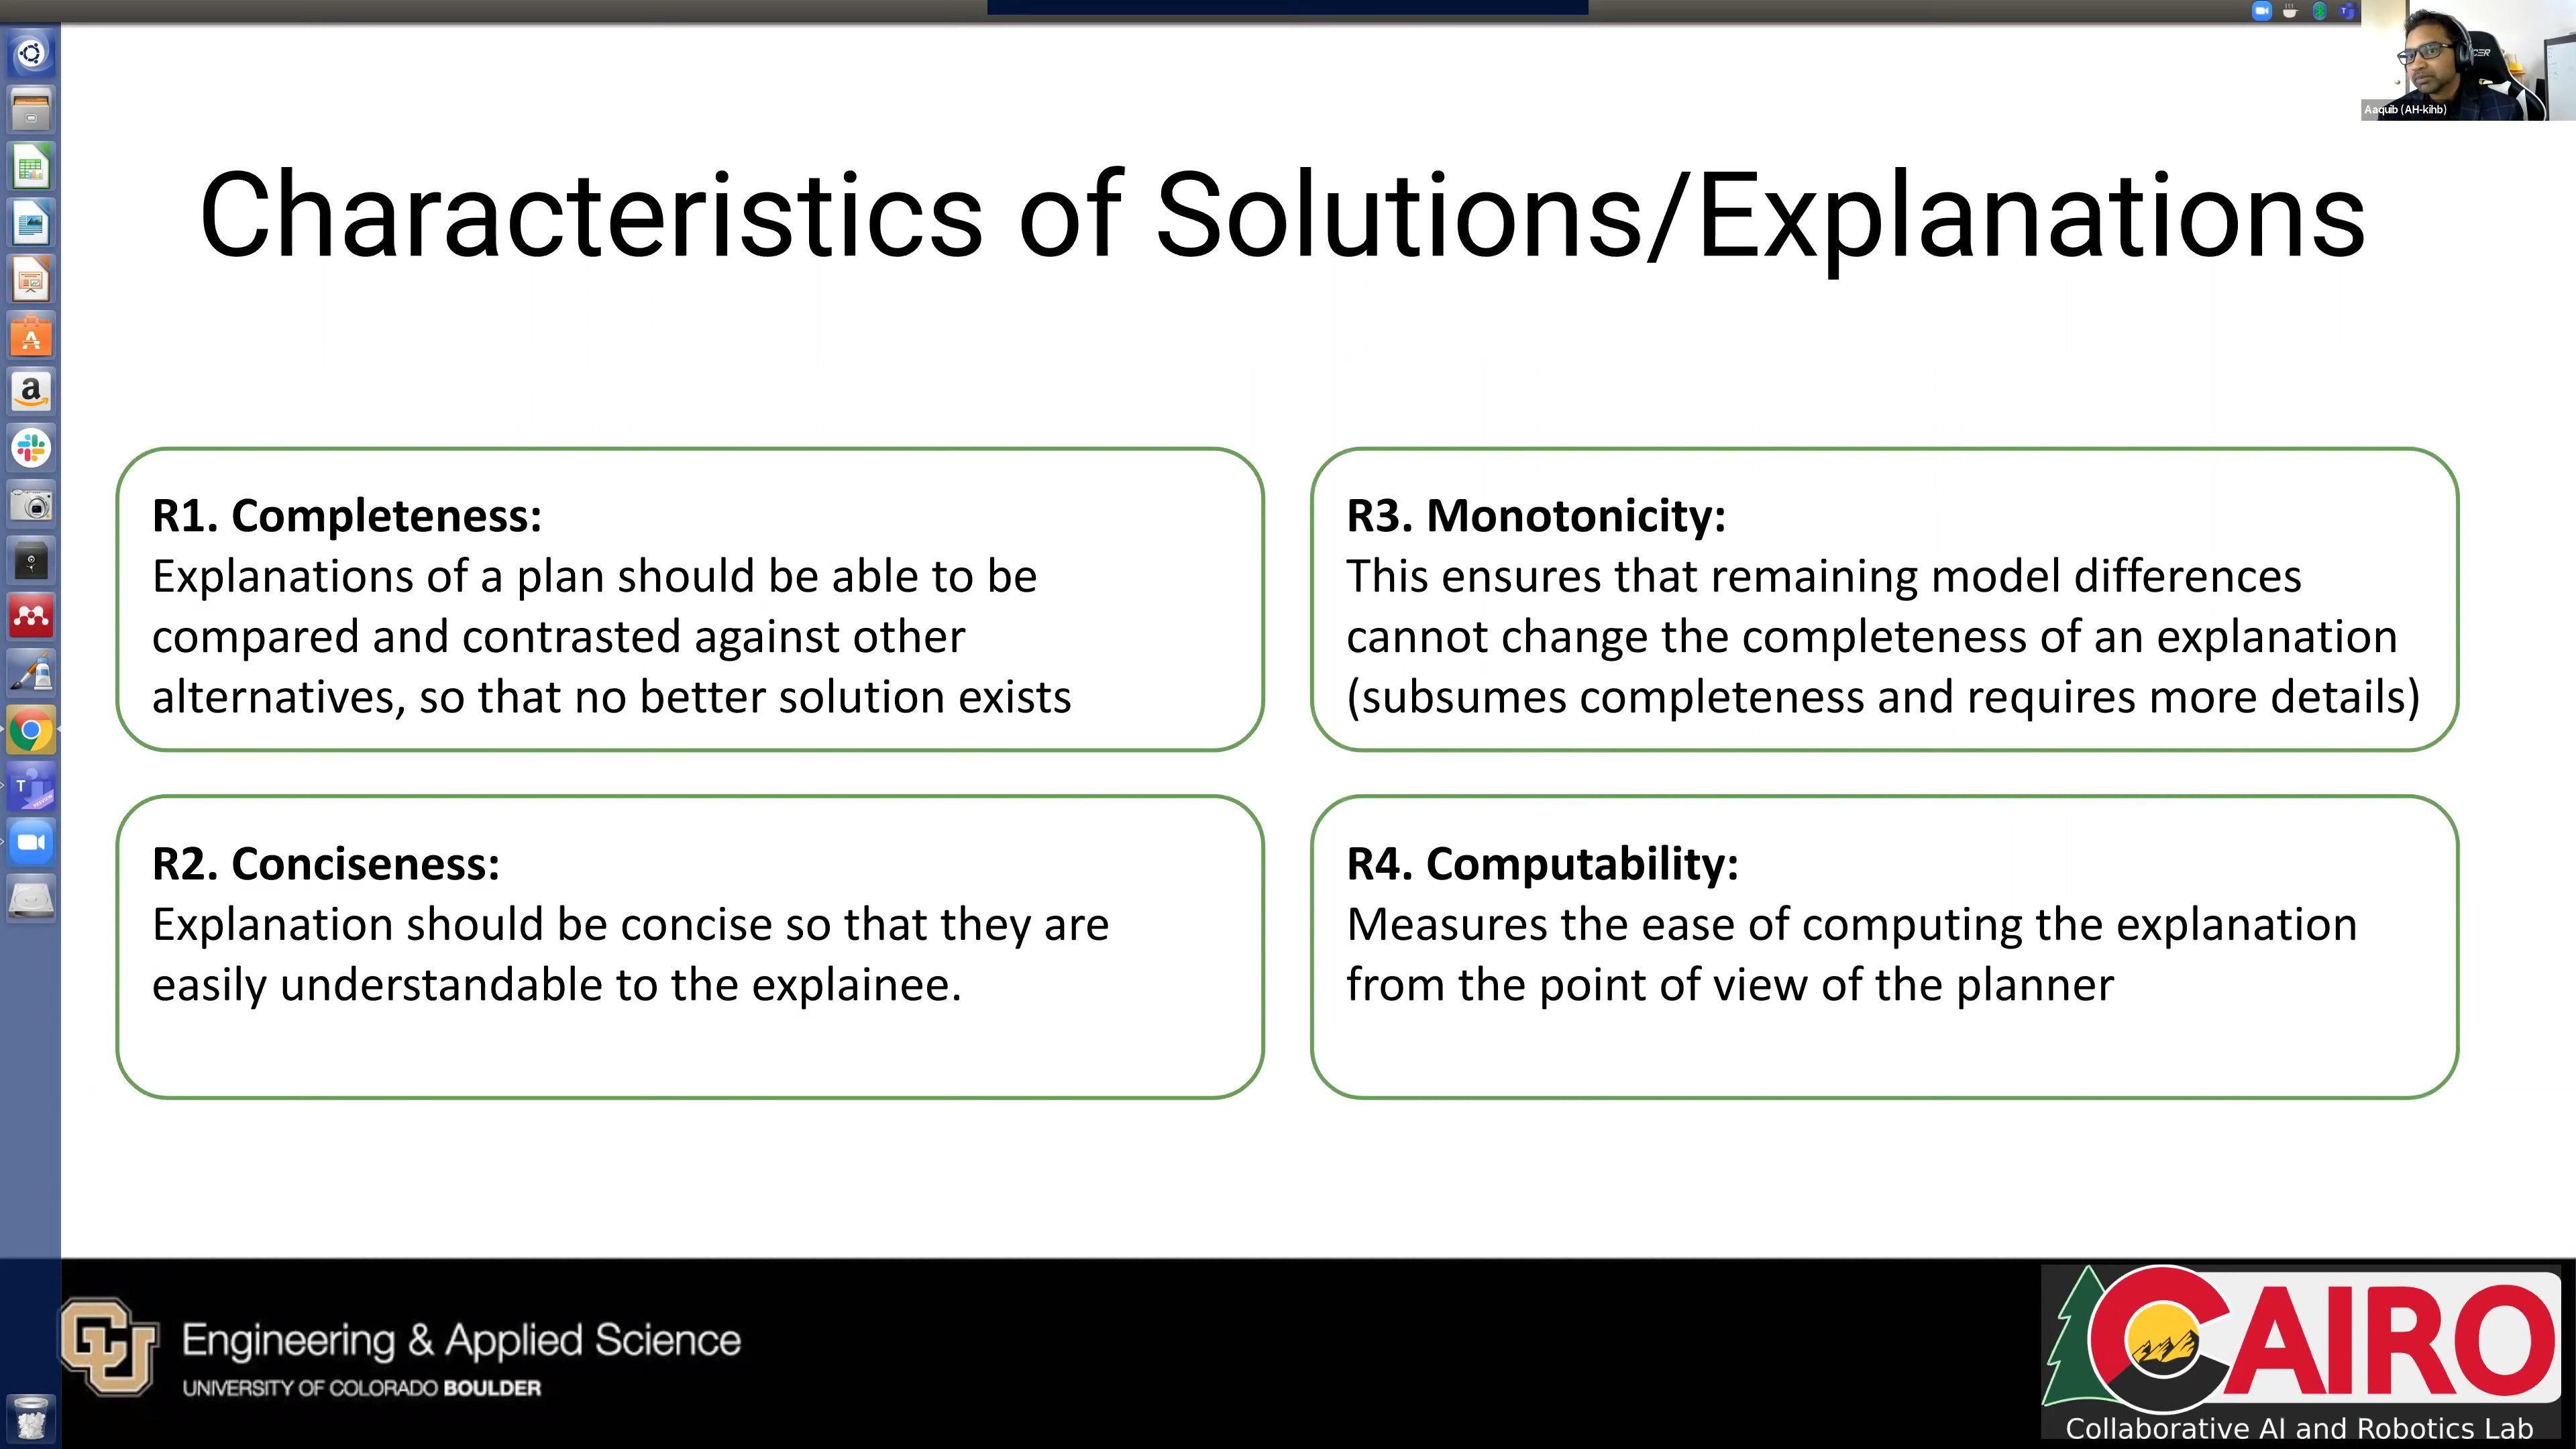 Aaquib (AH-kihb)
Characteristics of Solutions/Explanations
R1. Completeness:
Explanations of a plan should be able to be
compared and contrasted against other
alternatives, so that no better solution exists
R3. Monotonicity:
This ensures that remaining model differences
cannot change the completeness of an explanation
(subsumes completeness and requires more details)
R2. Conciseness:
Explanation should be concise so that they are
easily understandable to the explainee.
R4. Computability:
Measures the ease of computing the explanation
from the point of view of the planner
CU
Engineering & Applied Science
UNIVERSITY OF COLORADO BOULDER
CAIRO
Collaborative AI and Robotics Lab